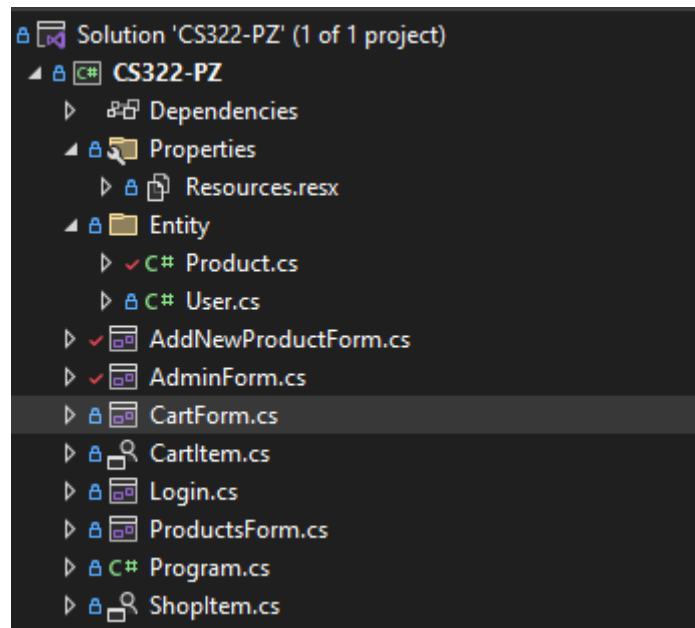 Solution 'CS322-PZ' (1 of 1 project)
C# CS322-PZ
Dependencies
Properties
Resources.resx
Entity
C# Product.cs
C# User.cs
AddNewProductForm.cs
AdminForm.cs
CartForm.cs
CartItem.cs
Login.cs
ProductsForm.cs
C# Program.cs
ShopItem.cs